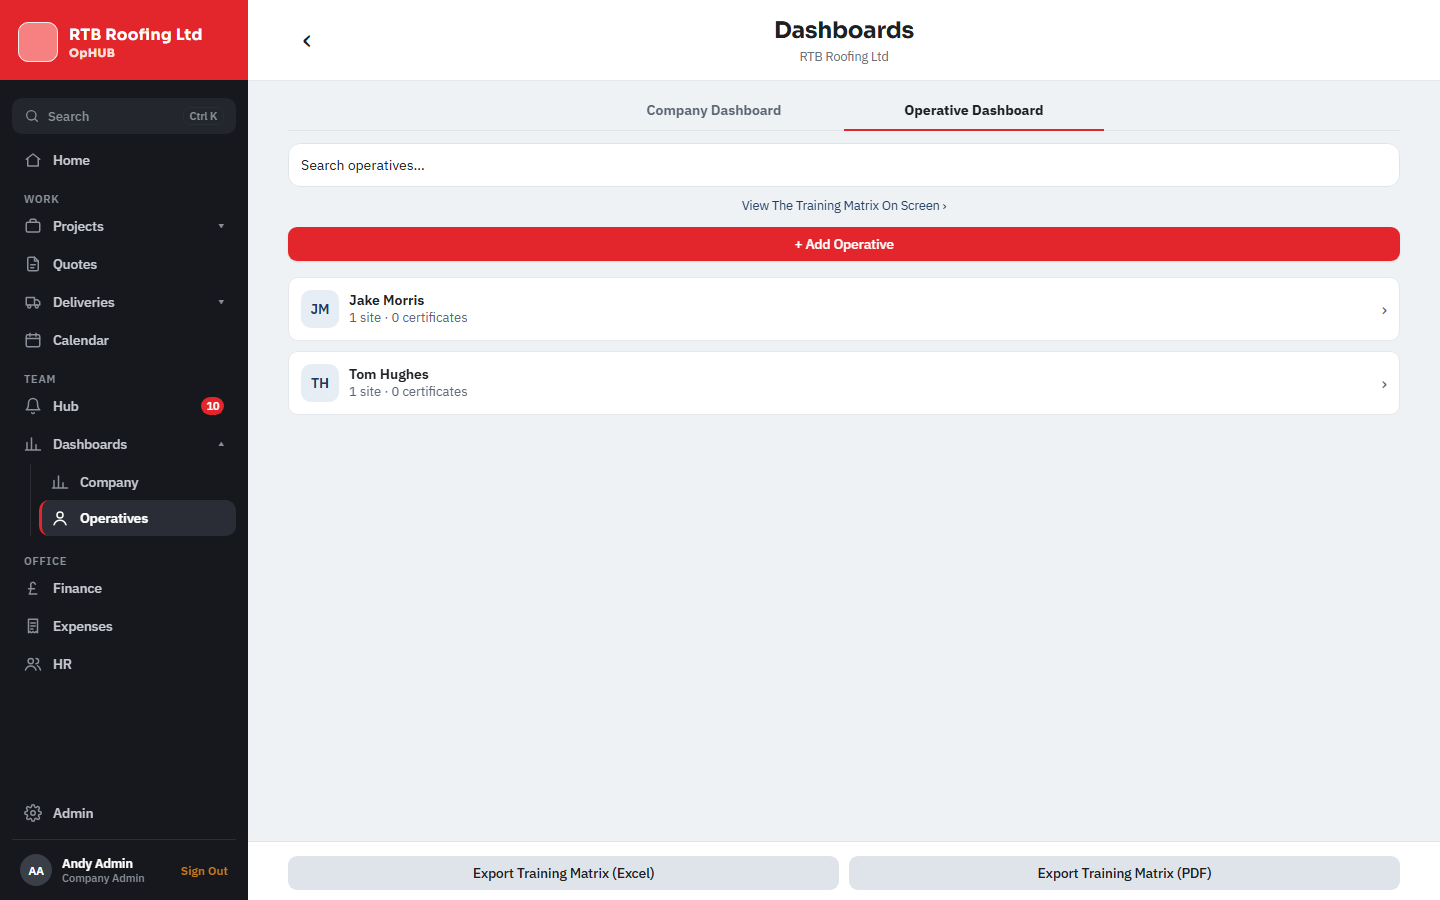 RTB Roofing Ltd
OpHUB
Search
Ctrl K
Home
WORK
Projects
Quotes
Deliveries
Calendar
TEAM
Hub
10
Dashboards
Company
Operatives
OFFICE
Finance
Expenses
HR
Admin
AA
Andy Admin
Company Admin
Sign Out
Dashboards
RTB Roofing Ltd
Company Dashboard
Operative Dashboard
Search operatives...
View The Training Matrix On Screen ›
+ Add Operative
JM
Jake Morris
1 site · 0 certificates
›
TH
Tom Hughes
1 site · 0 certificates
›
Export Training Matrix (Excel)
Export Training Matrix (PDF)